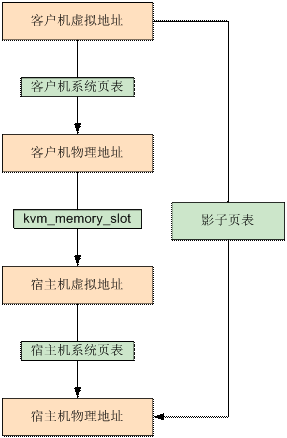 客户机虚拟地址
客户机系统页表
客户机物理地址
kvm_memory_slot
影子页表
宿主机虚拟地址
宿主机系统页表
宿主机物理地址